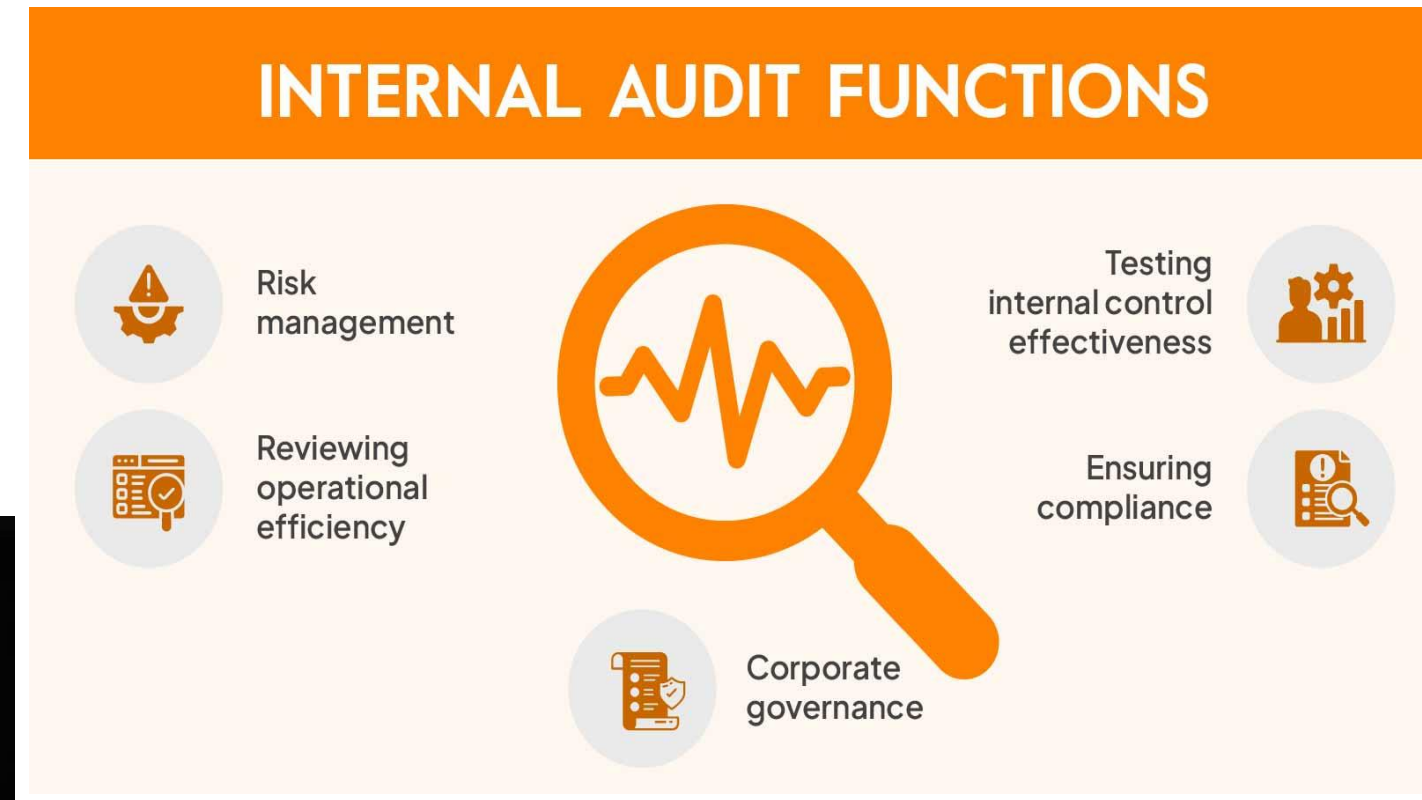 INTERNAL AUDIT FUNCTIONS
Risk
management
Reviewing
operational
efficiency
Testing
internal control
effectiveness
Ensuring
compliance
Corporate
governance